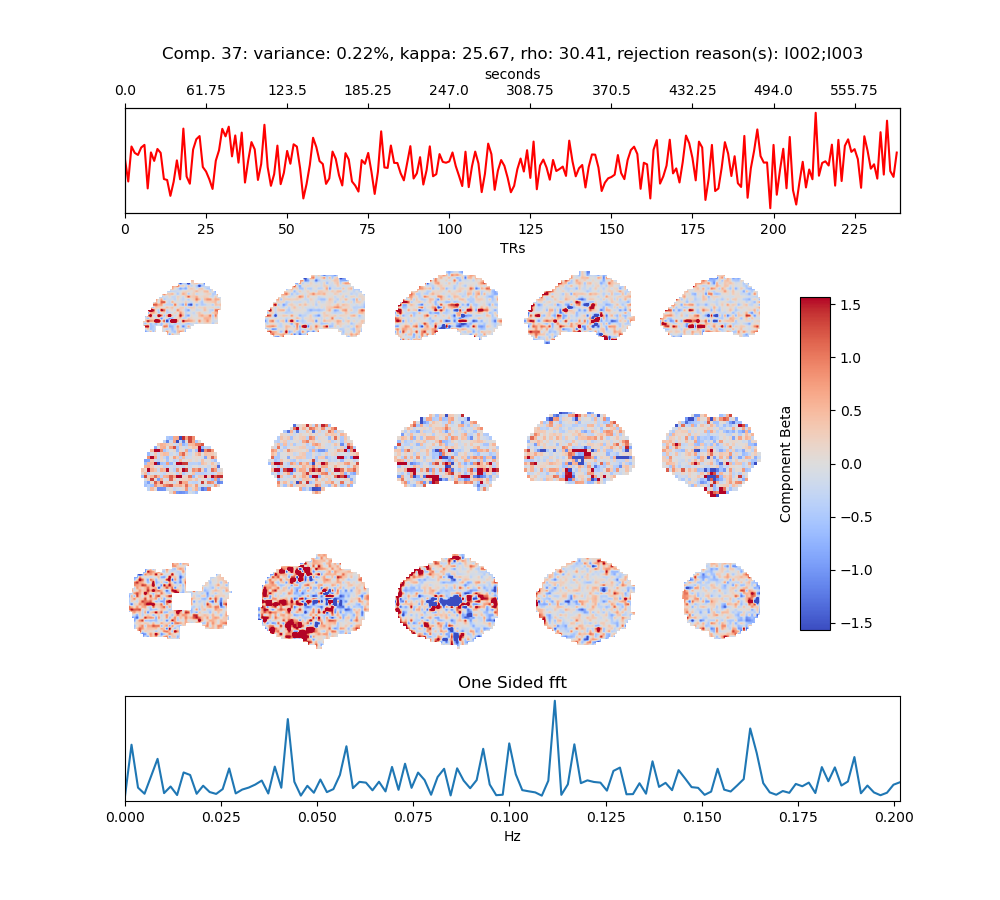 Comp. 37: variance: 0.22%, kappa: 25.67, rho: 30.41, rejection reason(s): I002;I003
seconds
0.0 61.75 123.5 185.25 247.0 308.75 370.5 432.25 494.0 555.75
0 25 50 75 100 125 150 175 200 225
TRs
1.5
1.0
0.5
0.0
−0.5
−1.0
−1.5
Component Beta
One Sided fft
0.000 0.025 0.050 0.075 0.100 0.125 0.150 0.175 0.200
Hz